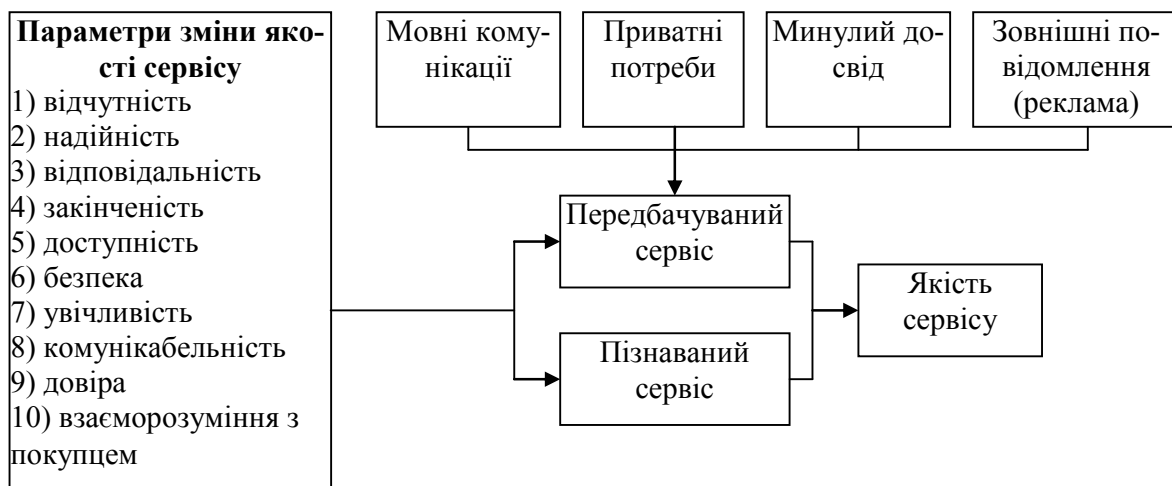 Параметри зміни яко-
сті сервісу
1) відчутність
2) надійність
3) відповідальність
4) закінченість
5) доступність
6) безпека
7) увічливість
8) комунікабельність
9) довіра
10) взаєморозуміння з
покупцем
Мовні кому-
нікації
Приватні
потреби
Минулий до-
свід
Зовнішні по-
відомлення
(реклама)
Передбачуваний
сервіс
Пізнаваний
сервіс
Якість
сервісу